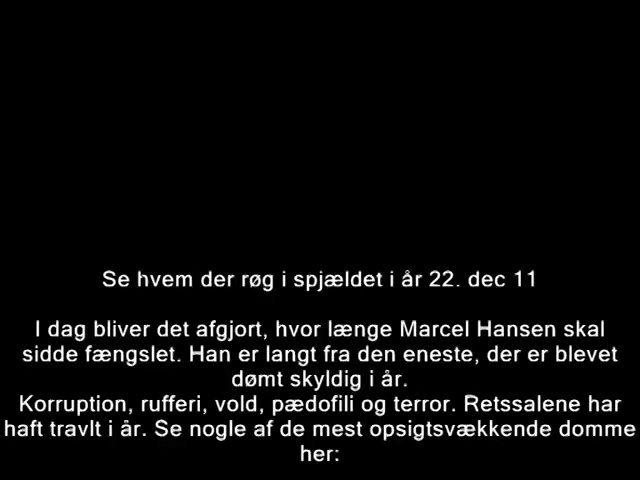 Se hvem der røg i spjældet i år 22. dec 11
I dag bliver det afgjort, hvor længe Marcel Hansen skal
sidde fængslet. Han er langt fra den eneste, der er blevet
dømt skyldig i år.
Korruption, rufferi, vold, pædofili og terror. Retssalene har
haft travlt i år. Se nogle af de mest opsigtsvækkende domme
her: